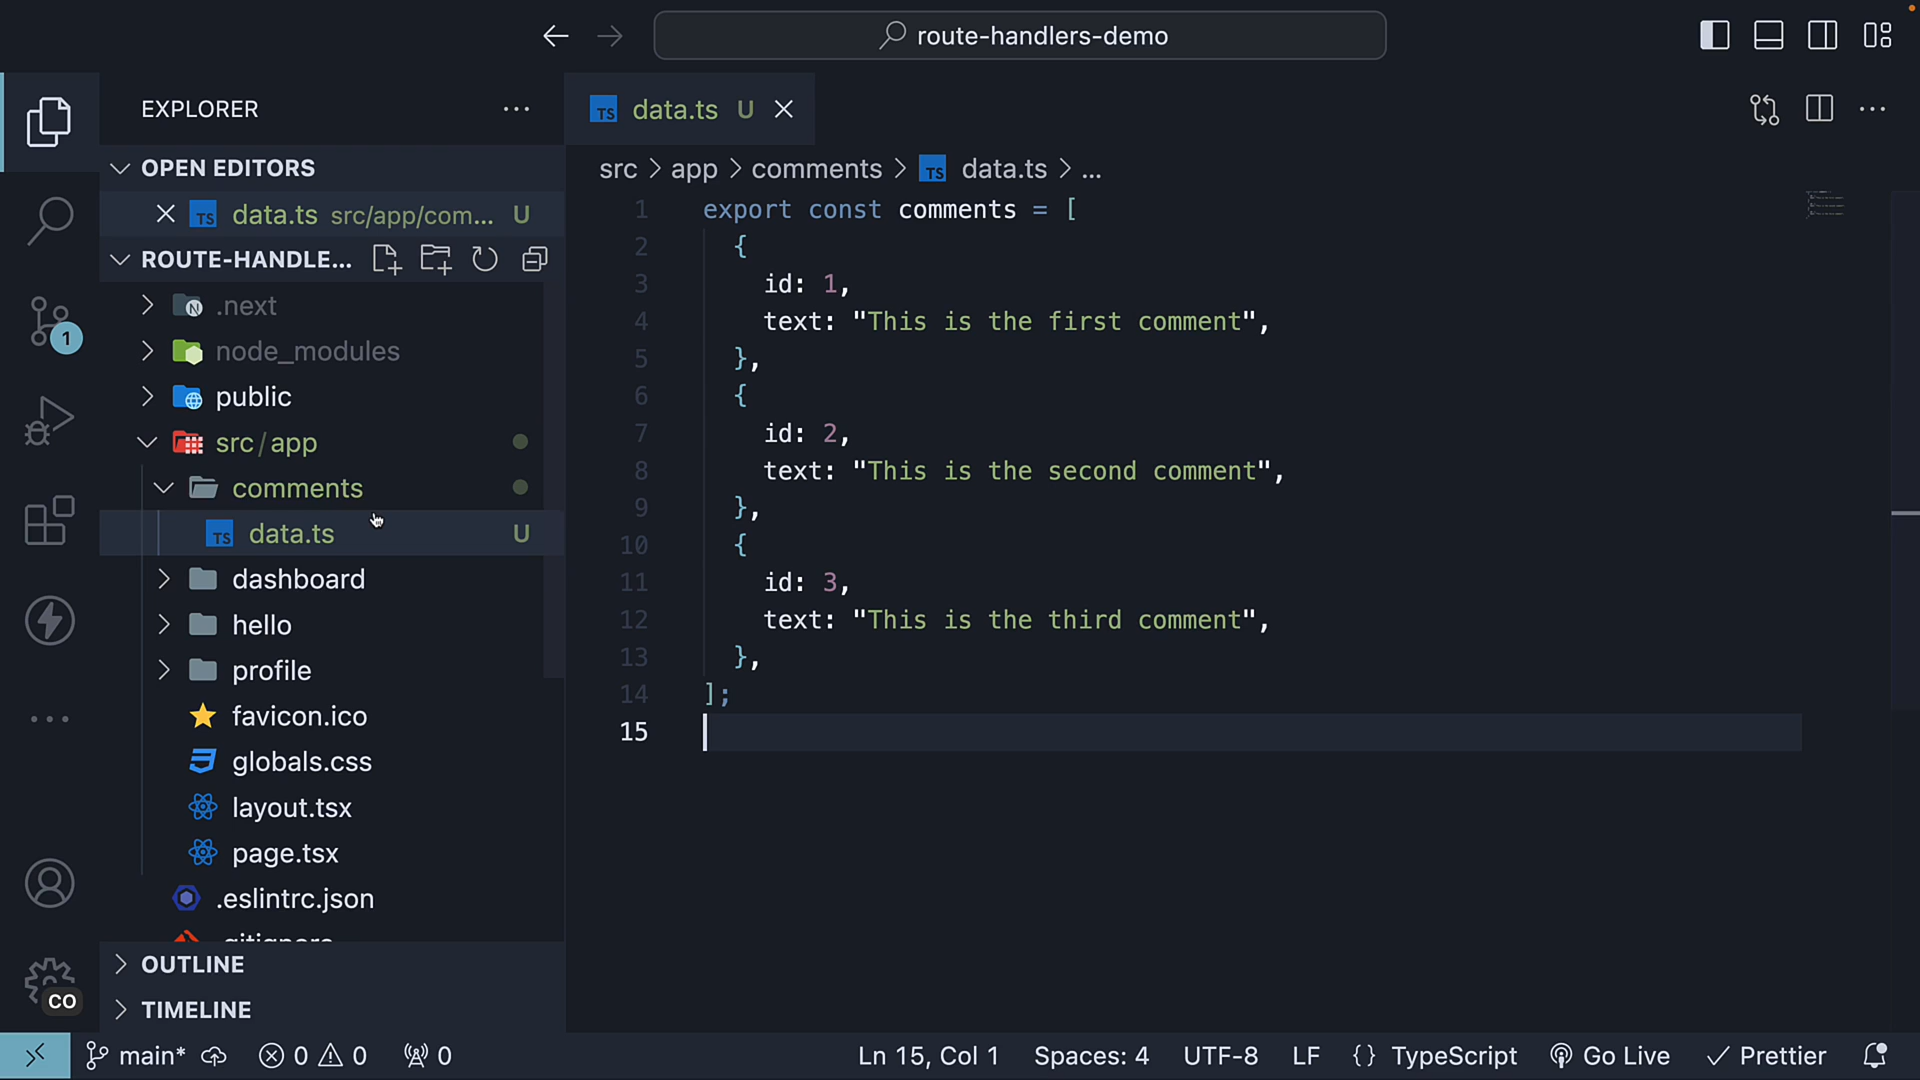 route-handlers-demo
EXPLORER
data.ts U
OPEN EDITORS
data.ts src/app/com... U
ROUTE-HANDLE...
.next
node_modules
public
src / app
comments
data.ts U
dashboard
hello
profile
favicon.ico
globals.css
layout.tsx
page.tsx
.eslintrc.json
.gitignore
OUTLINE
TIMELINE
1
CO
src > app > comments > TS data.ts > ...
1 export const comments = [
2 {
3 id: 1,
4 text: "This is the first comment",
5 },
6 {
7 id: 2,
8 text: "This is the second comment",
9 },
10 {
11 id: 3,
12 text: "This is the third comment",
13 },
14 ];
15
main* 0 0 0 Ln 15, Col 1 Spaces: 4 UTF-8 LF {} TypeScript Go Live Prettier